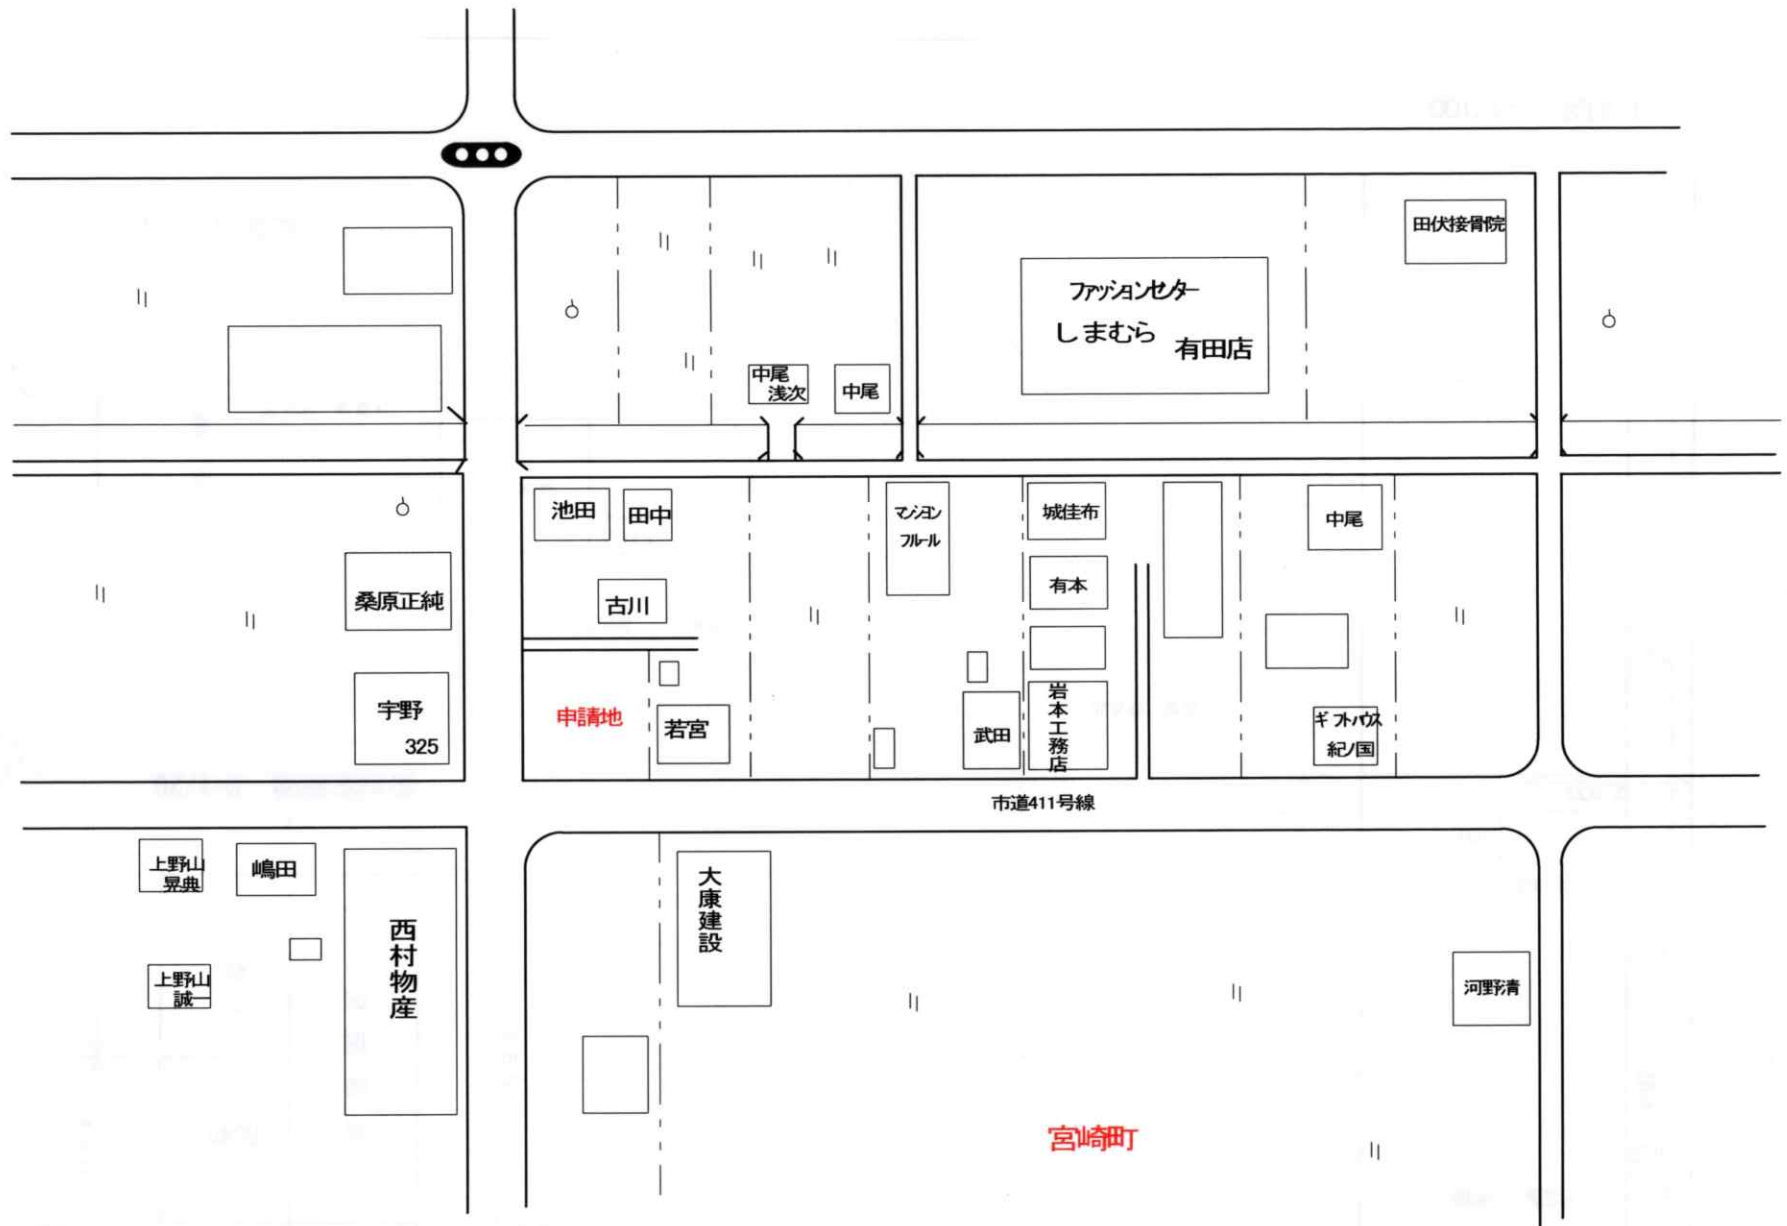 田伏接骨院
ファッションセンター
しまむら 有田店
中尾
浅次
中尾
池田
田中
マンション
フルール
城佳布
中尾
有本
桑原正純
古川
宇野
325
申請地
若宮
武田
岩本工務店
ギフトハウス
紀ノ国
市道411号線
上野山
晃典
嶋田
大康建設
西村物産
上野山
誠一
河野清
宮崎町